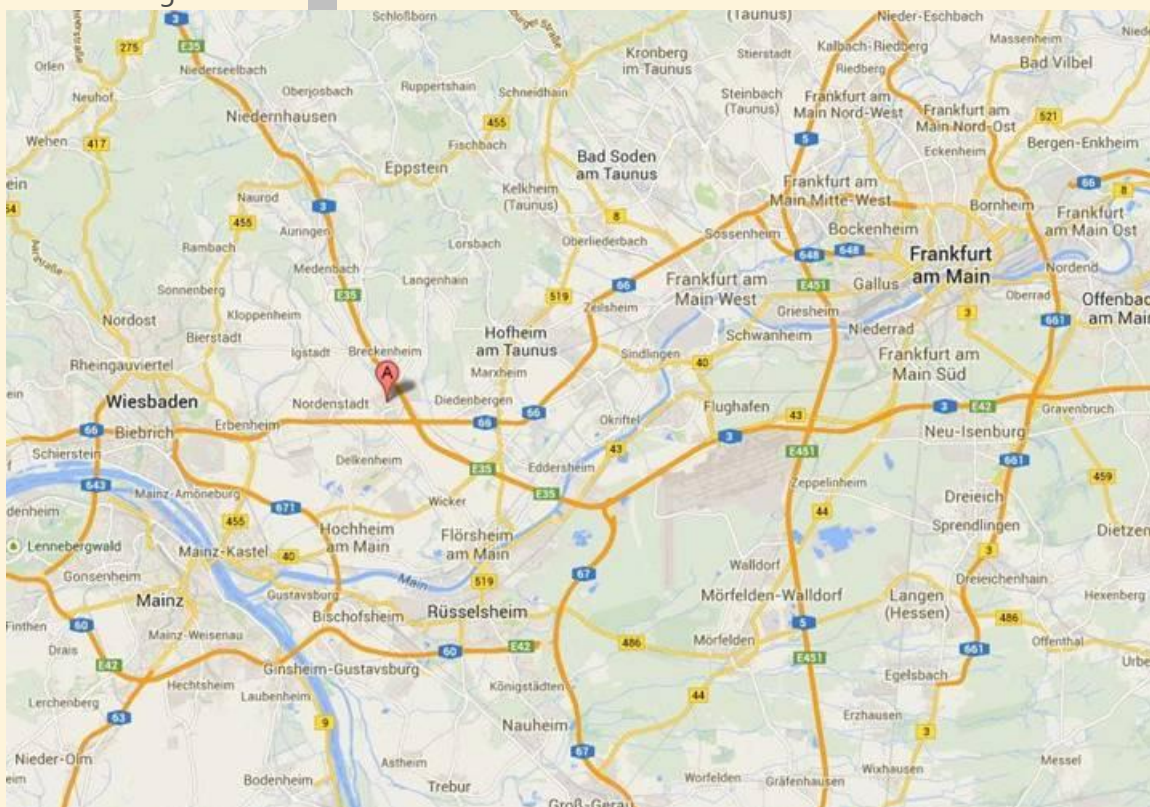 3
Schloßborn
(Taunus)
Nieder-Eschbach
275
E35
Kronberg
im Taunus
Stierstadt
Kalbach-Riedberg
Massenheim
Orlen
Niederseelbach
Riedberg
Bad Vilbel
Neuhof
Oberjosbach
Ruppertshain
Schneidhain
Steinbach
(Taunus)
Frankfurt am
Main Nord-West
Frankfurt am
Main Nord-Ost
Niedernhausen
455
521
Wehen
417
Fischbach
5
Eckenheim
Bergen-Enkheim
Eppstein
Bad Soden
am Taunus
Naurod
Kelkheim
(Taunus)
Frankfurt am
Main Mitte-West
66
8
3
455
Auringen
8
Bornheim
Frankfurt
am Main Ost
Rambach
Lorsbach
Oberliederbach
Sossenheim
Bockenheim
Aarstraße
Medenbach
Langenhain
648
648
Frankfurt
am Main
Nordend
Sonnenberg
E35
519
66
Frankfurt am
Main West
E451
Gallus
Oberrad
Nordost
Kloppenheim
Zeilsheim
Griesheim
3
661
Bierstadt
Hofheim
am Taunus
Schwanheim
Niederrad
Igstadt
Breckenheim
Sindlingen
40
Frankfurt am
Main Süd
Rheingauviertel
A
Marxheim
Wiesbaden
Nordenstadt
Diedenbergen
66
66
Okriftel
Flughafen
43
3
E42
Gravenbruch
66
Biebrich
Erbenheim
3
Neu-Isenburg
Schierstein
Delkenheim
E35
Eddersheim
43
E451
661
643
Mainz-Amöneburg
Wicker
E35
Zeppelinheim
459
671
455
Hochheim
am Main
Flörsheim
am Main
44
Dreieich
Sprendlingen
Lennebergwald
Mainz-Kastel
40
3
Gonsenheim
Main
519
67
Walldorf
Dreieichenhain
Mainz
Gustavsburg
Bischofsheim
Rüsselsheim
Mörfelden-Walldorf
Langen
(Hessen)
Hexenberg
Finthen
60
Mainz-Weisenau
5
486
Drais
60
E42
486
Mörfelden
661
Offenthal
E42
Ginsheim-Gustavsburg
E451
Hechtsheim
Laubenheim
Königstädten
44
Egelsbach
Lerchenberg
63
9
Nauheim
Erzhausen
3
67
Nieder-Olm
Bodenheim
Astheim
Trebur
Worfelden
Gräfenhausen
Wixhausen
Messel
Groß-Gerau